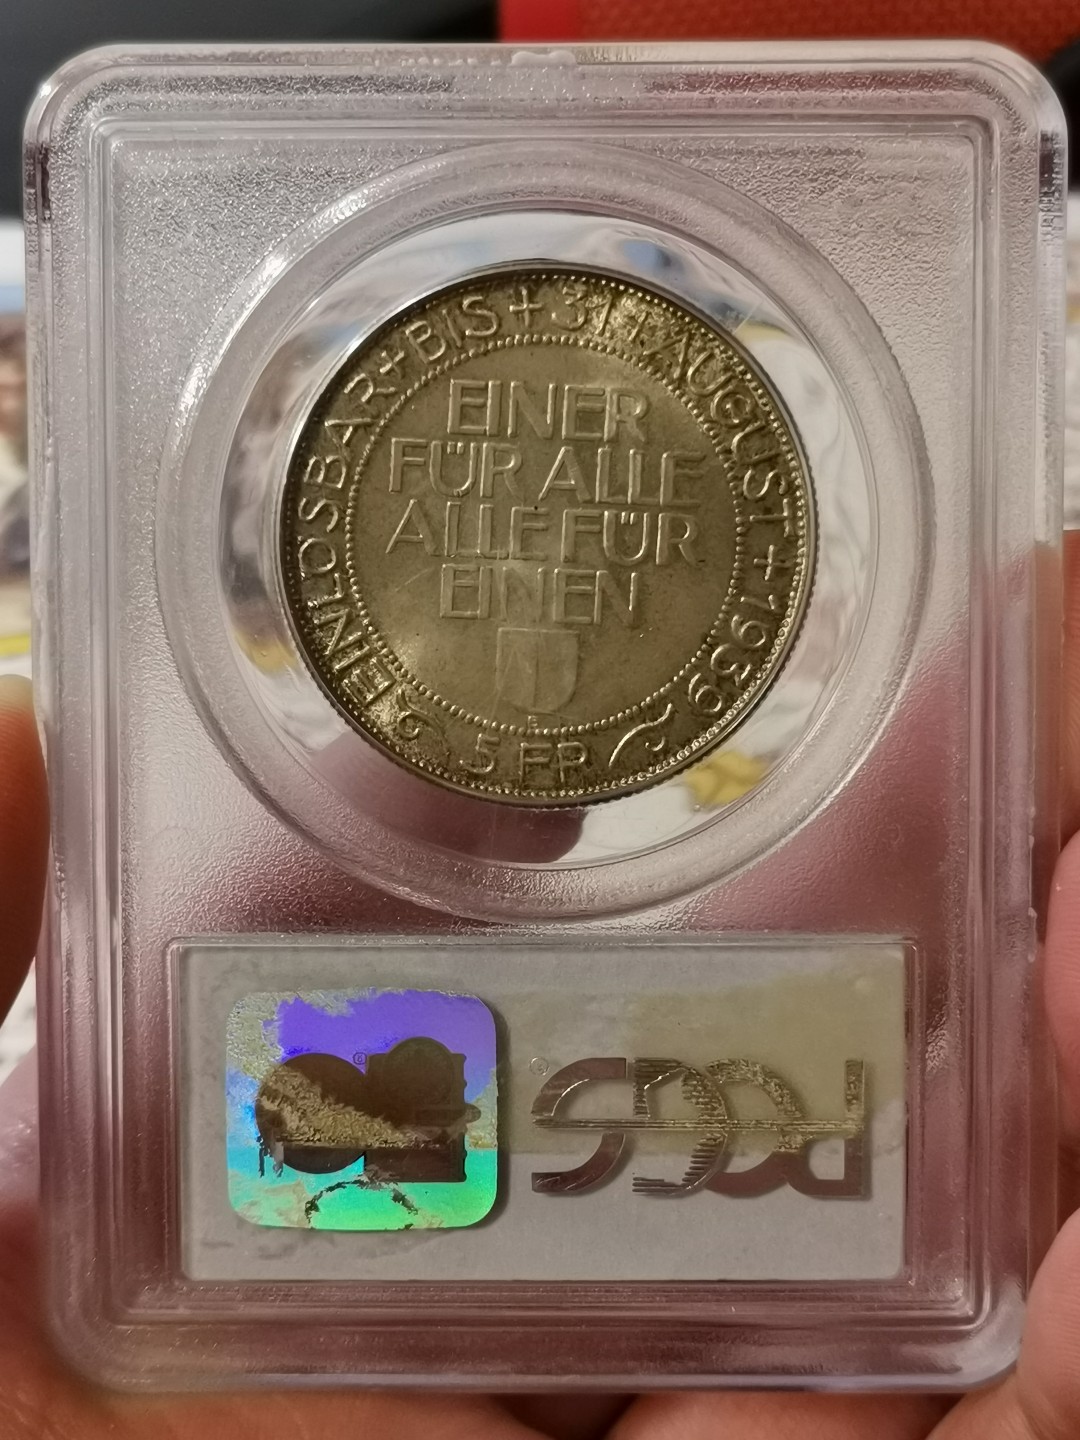 EINLÖSBAR + BIS + 31 + AUGUST + 1939
EINER
FÜR ALLE
ALLE FÜR
EINEN
B
5 FR
PCGS